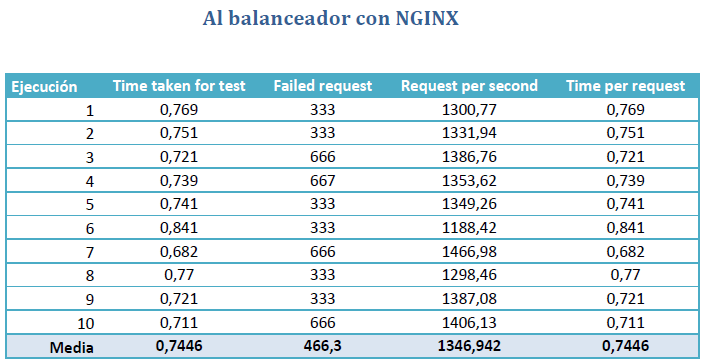 Al balanceador con NGINX
Ejecución Time taken for test Failed request Request per second Time per request
1 0,769 333 1300,77 0,769
2 0,751 333 1331,94 0,751
3 0,721 666 1386,76 0,721
4 0,739 667 1353,62 0,739
5 0,741 333 1349,26 0,741
6 0,841 333 1188,42 0,841
7 0,682 666 1466,98 0,682
8 0,77 333 1298,46 0,77
9 0,721 333 1387,08 0,721
10 0,711 666 1406,13 0,711
Media 0,7446 466,3 1346,942 0,7446